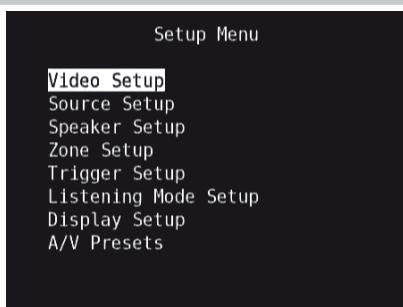 Setup Menu
Video Setup
Source Setup
Speaker Setup
Zone Setup
Trigger Setup
Listening Mode Setup
Display Setup
A/V Presets